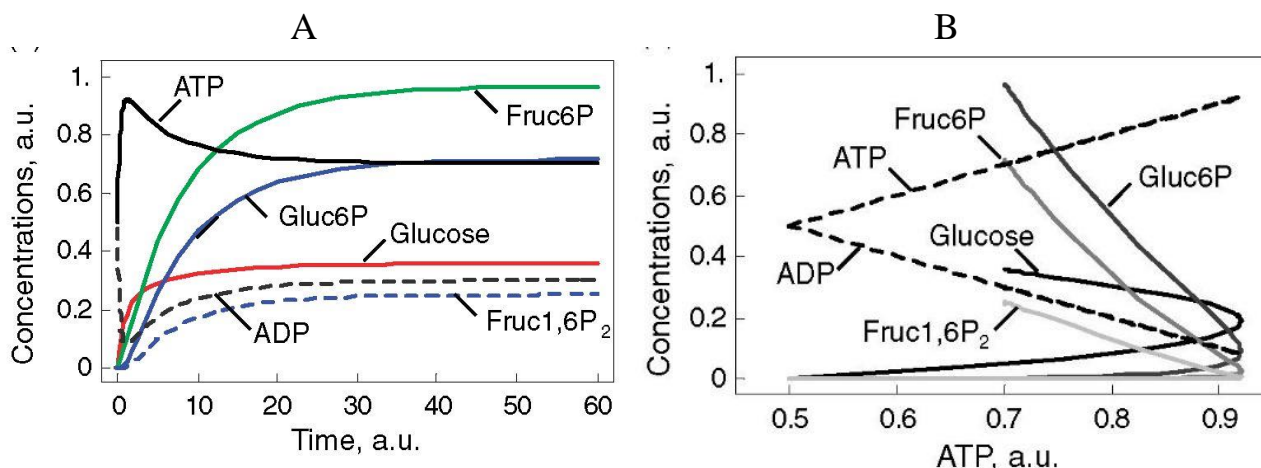 A
B
1.
0.8
0.6
0.4
0.2
0
Concentrations, a.u.
ATP
Fruc6P
Gluc6P
Glucose
ADP
Fruc1,6P₂
0 10 20 30 40 50 60
Time, a.u.
1.
0.8
0.6
0.4
0.2
0
Concentrations, a.u.
Fruc6P
ATP
Gluc6P
Glucose
ADP
Fruc1,6P₂
0.5 0.6 0.7 0.8 0.9
ATP, a.u.